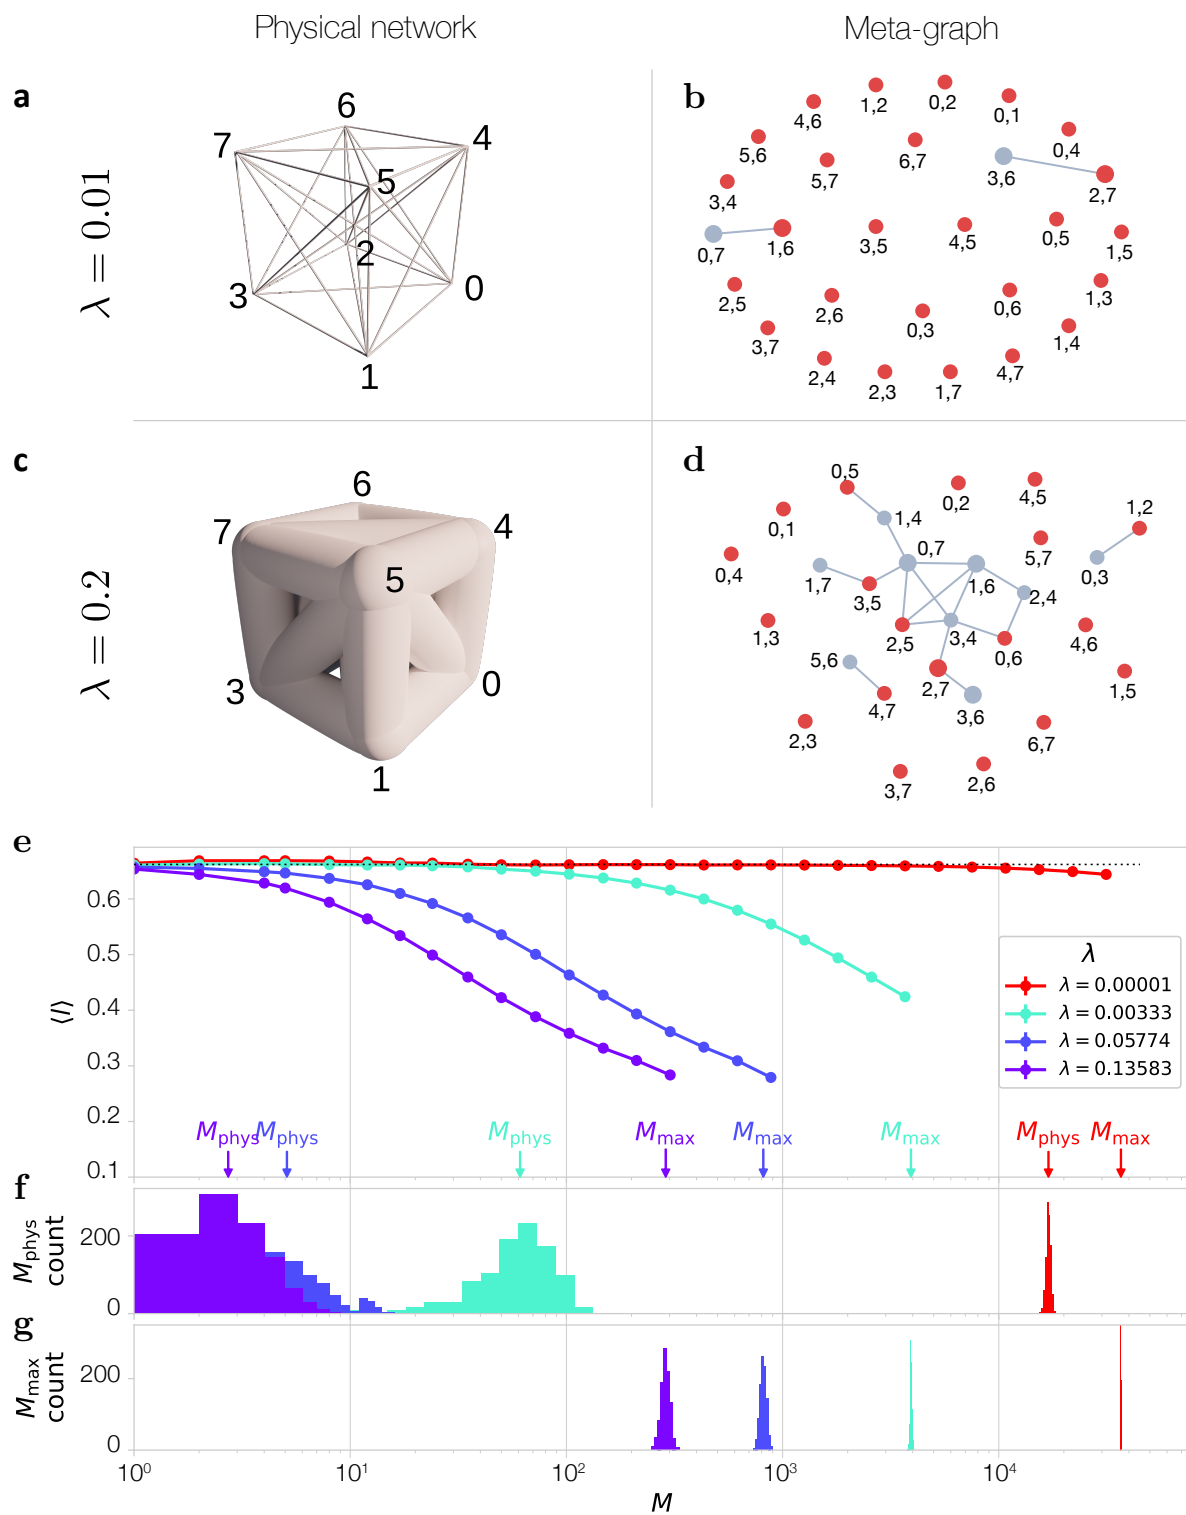 Physical network
Meta-graph
a
λ = 0.01
6
7
4
5
2
3
0
1
b
1,2
0,2
0,1
4,6
0,4
5,6
6,7
5,7
3,6
2,7
3,4
0,7
1,6
3,5
4,5
0,5
1,5
2,5
2,6
0,3
0,6
1,3
3,7
1,4
2,4
2,3
1,7
4,7
c
λ = 0.2
6
7
4
5
3
0
1
d
0,5
0,2
4,5
1,2
0,1
1,4
0,7
5,7
0,3
0,4
1,7
3,5
1,6
2,4
1,3
2,5
3,4
0,6
4,6
5,6
2,7
1,5
4,7
3,6
2,3
6,7
3,7
2,6
e
⟨l⟩
0.6
0.5
0.4
0.3
0.2
0.1
λ
λ = 0.00001
λ = 0.00333
λ = 0.05774
λ = 0.13583
Mphys
Mphys
Mphys
Mmax
Mmax
Mmax
Mphys
Mmax
f
Mphys
count
200
0
g
Mmax
count
200
0
10⁰ 10¹ 10² 10³ 10⁴
M